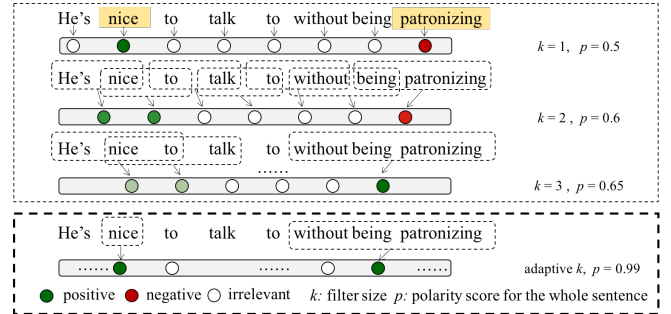 He's nice to talk to without being patronizing
k = 1, p = 0.5
He's nice to talk to without being patronizing
k = 2 , p = 0.6
He's nice to talk to without being patronizing
......
k = 3 , p = 0.65
He's nice to talk to without being patronizing
...... ...... ......
adaptive k, p = 0.99
positive negative irrelevant k: filter size p: polarity score for the whole sentence